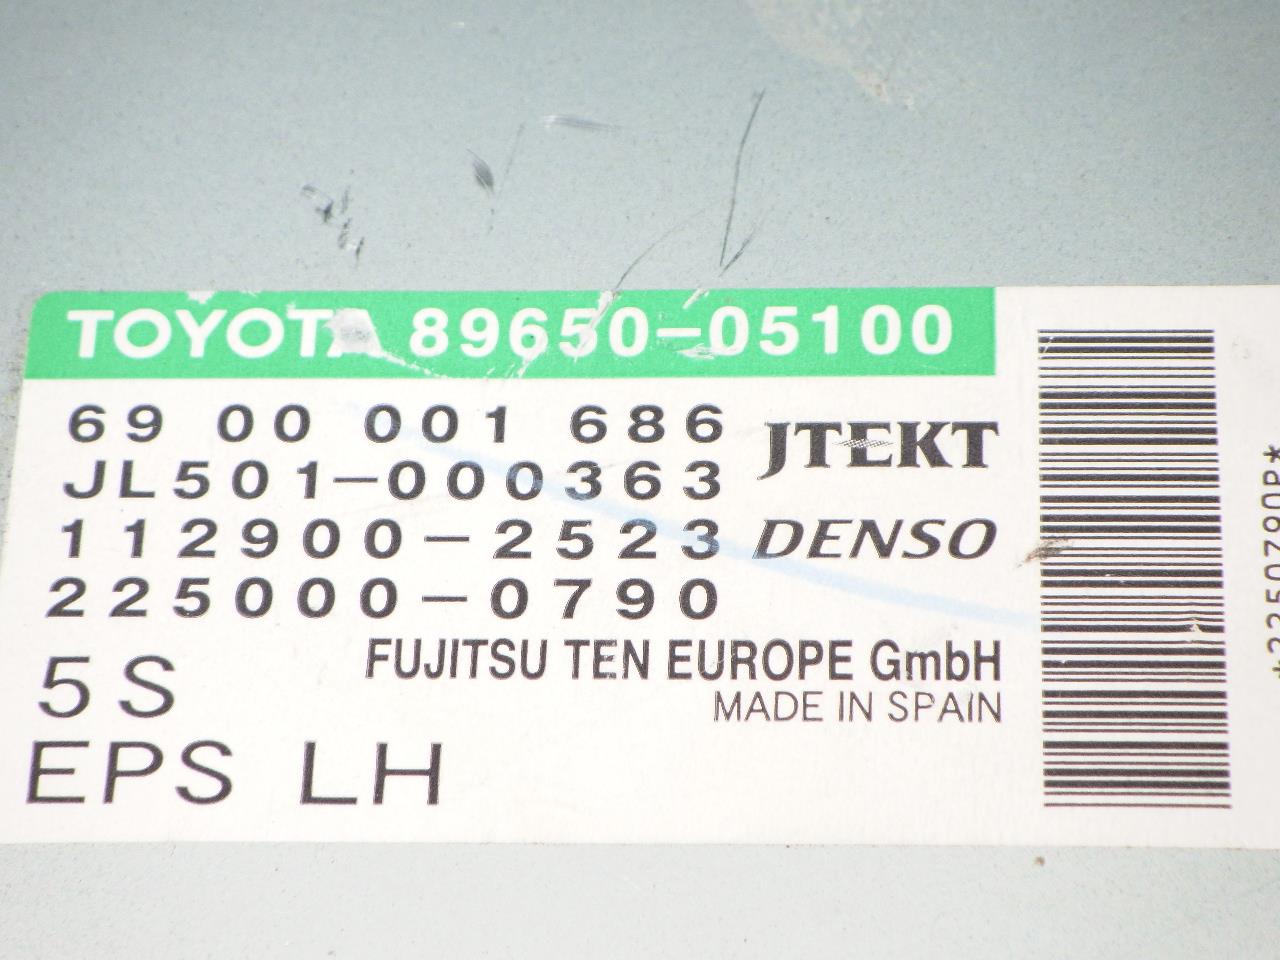 TOYOTA 89650-05100
69 00 001 686
JL501-000363
JTEKT
112900-2523
DENSO
225000-0790
FUJITSU TEN EUROPE GmbH
MADE IN SPAIN
5S
EPS LH
*2250790P*